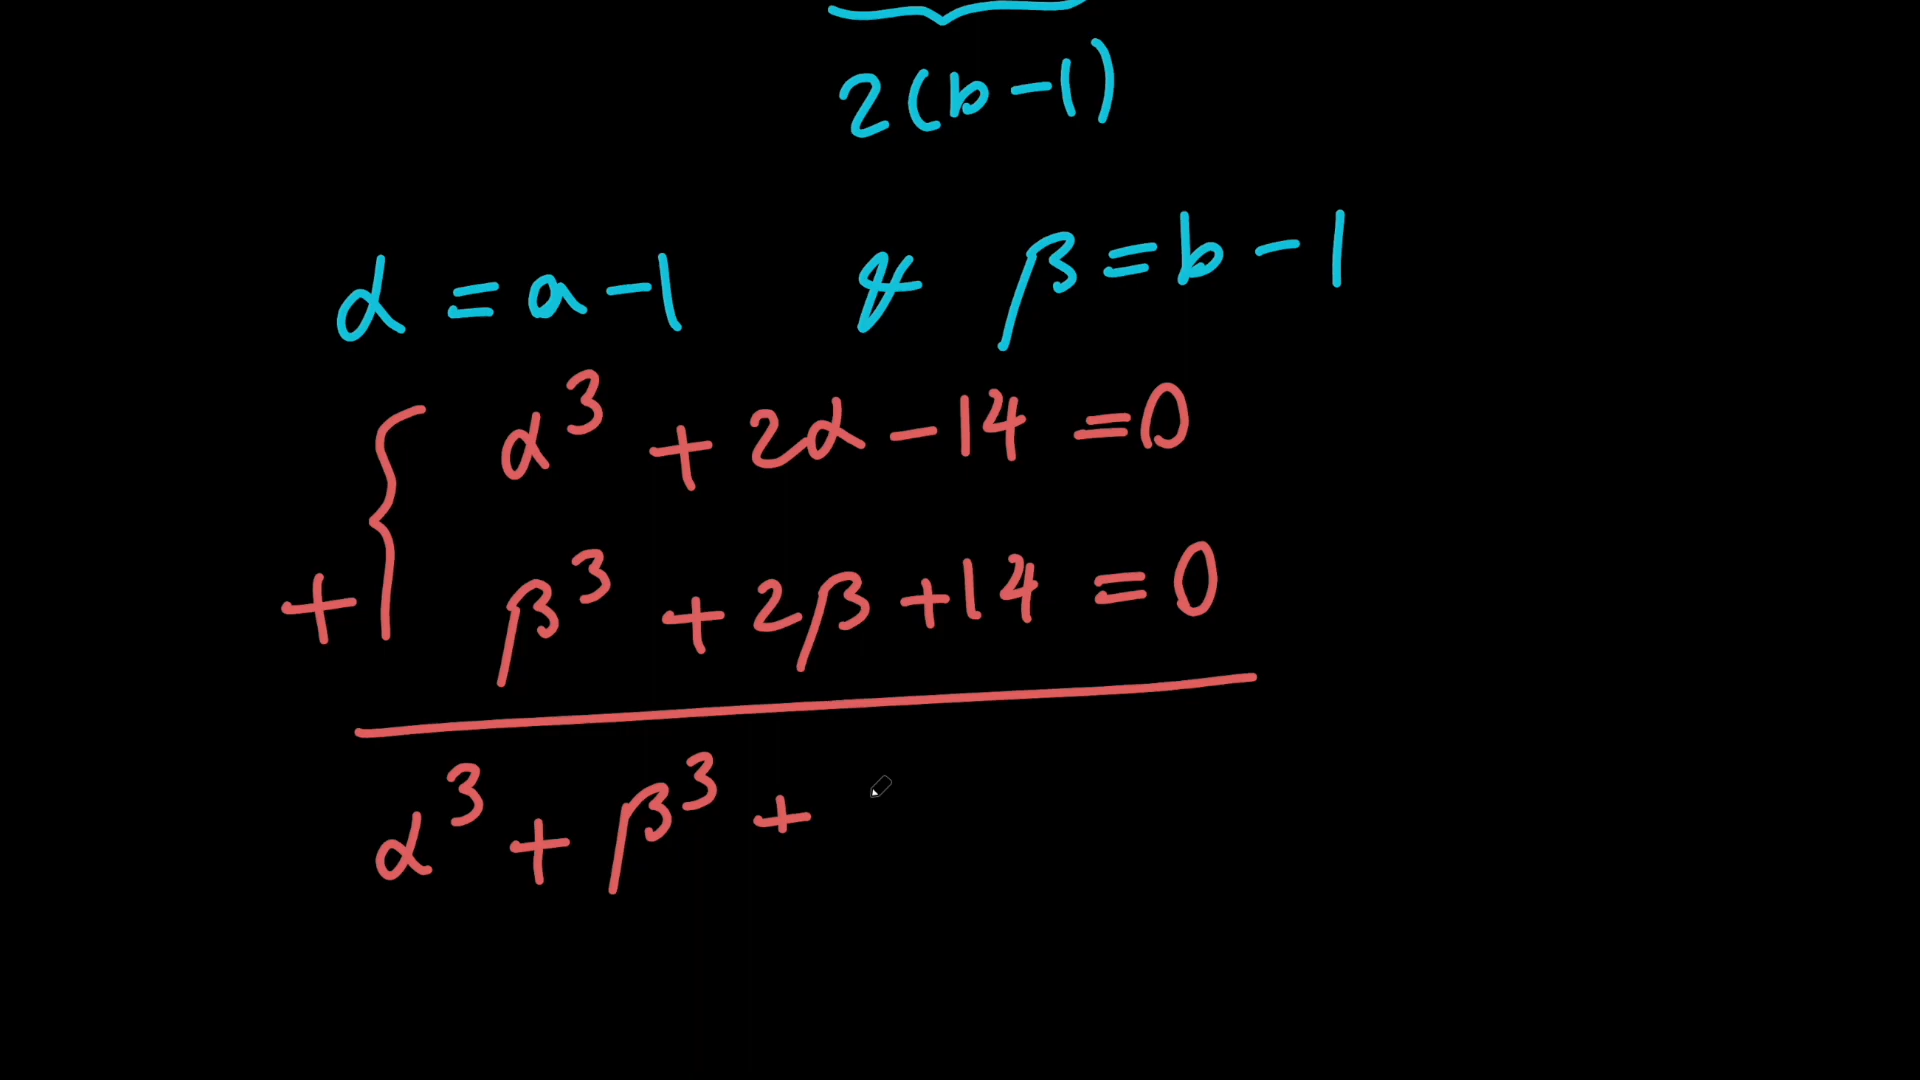 2(b-1)
α = a - 1 & β = b - 1
α³ + 2α - 14 = 0
+ β³ + 2β + 14 = 0
α³ + β³ +